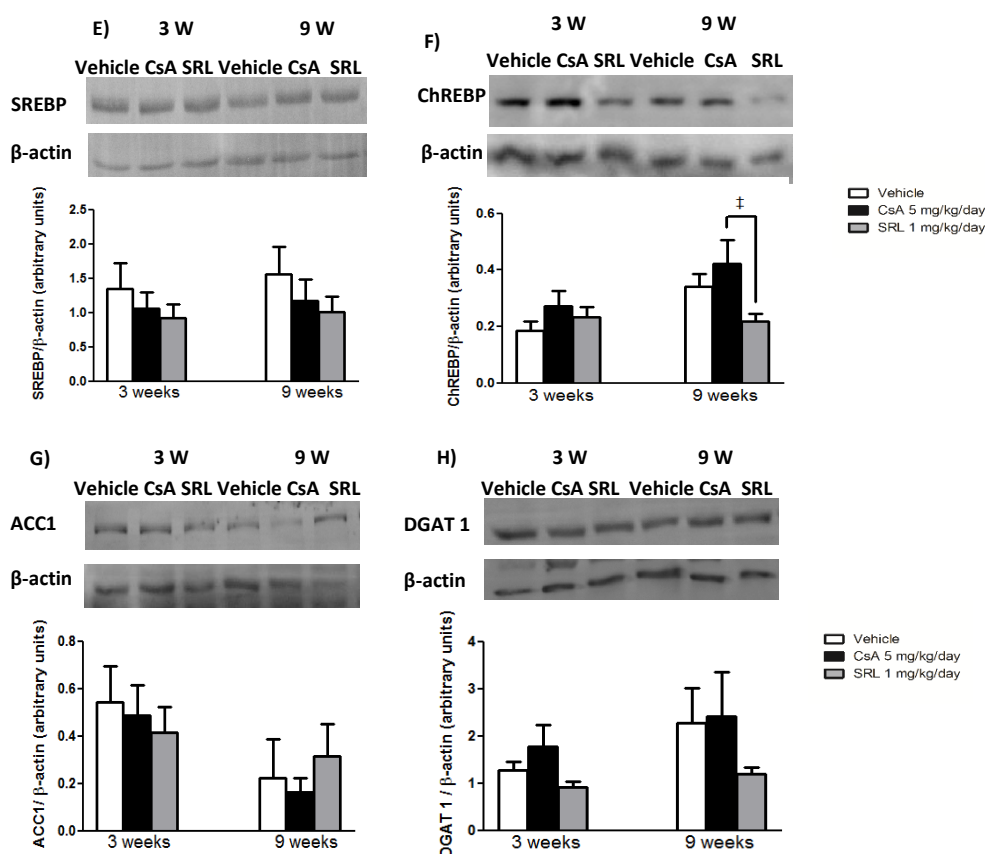 E) 3 W 9 W
Vehicle CsA SRL Vehicle CsA SRL
SREBP
β-actin
SREBP/β-actin (arbitrary units)
2.5
2.0
1.5
1.0
0.5
0.0
3 weeks 9 weeks
F) 3 W 9 W
Vehicle CsA SRL Vehicle CsA SRL
ChREBP
β-actin
ChREBP/β-actin (arbitrary units)
0.6
0.4
0.2
0.0
‡
3 weeks 9 weeks
Vehicle
CsA 5 mg/kg/day
SRL 1 mg/kg/day
G) 3 W 9 W
Vehicle CsA SRL Vehicle CsA SRL
ACC1
β-actin
ACC1/ β-actin (arbitrary units)
0.8
0.6
0.4
0.2
0.0
3 weeks 9 weeks
H) 3 W 9 W
Vehicle CsA SRL Vehicle CsA SRL
DGAT 1
β-actin
DGAT 1 / β-actin (arbitrary units)
4
3
2
1
0
3 weeks 9 weeks
Vehicle
CsA 5 mg/kg/day
SRL 1 mg/kg/day